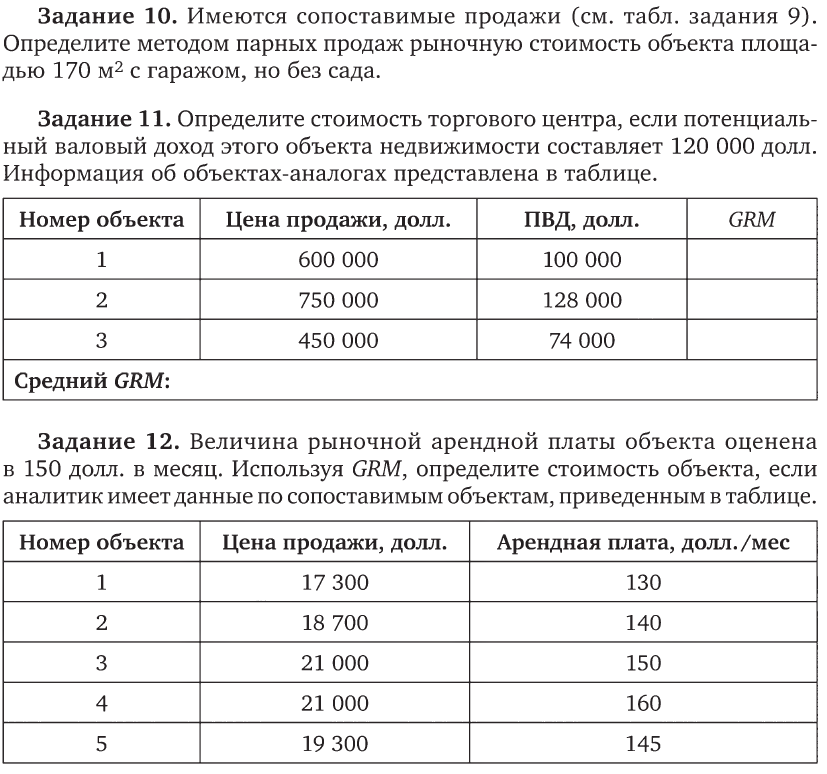 Задание 10. Имеются сопоставимые продажи (см. табл. задания 9).
Определите методом парных продаж рыночную стоимость объекта площа-
дью 170 м² с гаражом, но без сада.
Задание 11. Определите стоимость торгового центра, если потенциаль-
ный валовый доход этого объекта недвижимости составляет 120 000 долл.
Информация об объектах-аналогах представлена в таблице.
Номер объекта Цена продажи, долл. ПВД, долл. GRM
1 600 000 100 000
2 750 000 128 000
3 450 000 74 000
Средний GRM:
Задание 12. Величина рыночной арендной платы объекта оценена
в 150 долл. в месяц. Используя GRM, определите стоимость объекта, если
аналитик имеет данные по сопоставимым объектам, приведенным в таблице.
Номер объекта Цена продажи, долл. Арендная плата, долл./мес
1 17 300 130
2 18 700 140
3 21 000 150
4 21 000 160
5 19 300 145